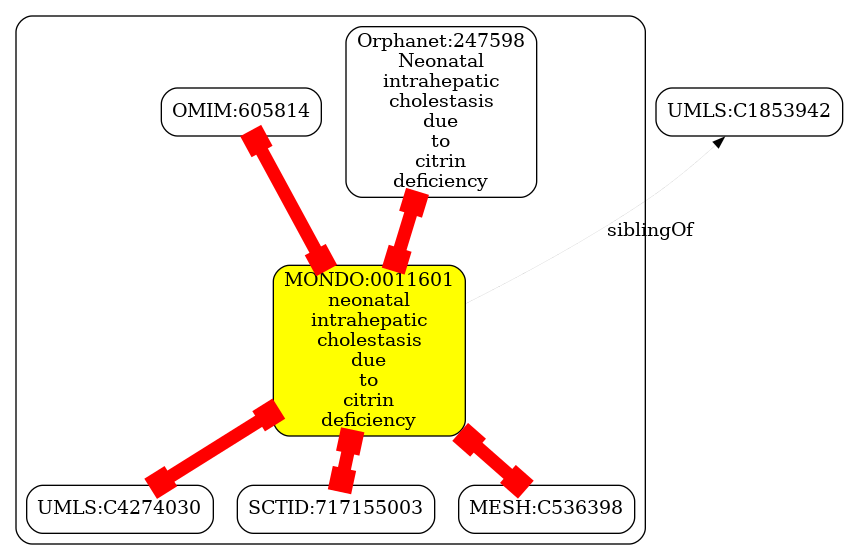 Orphanet:247598
Neonatal
intrahepatic
cholestasis
due
to
citrin
deficiency
OMIM:605814
UMLS:C1853942
siblingOf
MONDO:0011601
neonatal
intrahepatic
cholestasis
due
to
citrin
deficiency
UMLS:C4274030
SCTID:717155003
MESH:C536398